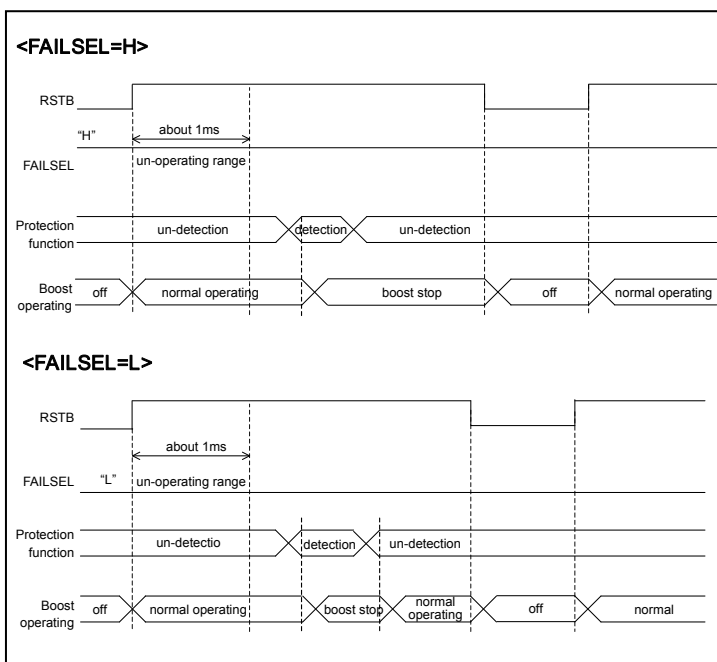 <FAILSEL=H>
RSTB
"H" about 1ms
FAILSEL un-operating range
Protection function un-detection detection un-detection
Boost operating off normal operating boost stop off normal operating
<FAILSEL=L>
RSTB
about 1ms
FAILSEL "L" un-operating range
Protection function un-detectio detection un-detection
Boost operating off normal operating boost stop normal operating off normal